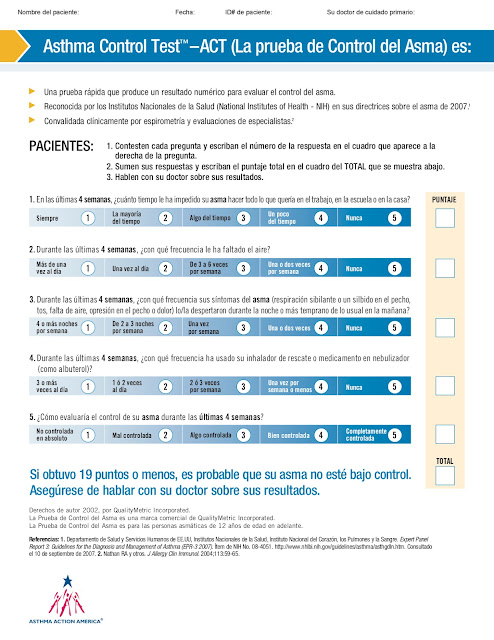 Nombre del paciente: Fecha: ID# de paciente: Su doctor de cuidado primario:
Asthma Control Test™–ACT (La prueba de Control del Asma) es:
Una prueba rápida que produce un resultado numérico para evaluar el control del asma.
Reconocida por los Institutos Nacionales de la Salud (National Institutes of Health - NIH) en sus directrices sobre el asma de 2007.1
Convalidada clínicamente por espirometría y evaluaciones de especialistas.2
PACIENTES:
1. Contesten cada pregunta y escriban el número de la respuesta en el cuadro que aparece a la
derecha de la pregunta.
2. Sumen sus respuestas y escriban el puntaje total en el cuadro del TOTAL que se muestra abajo.
3. Hablen con su doctor sobre sus resultados.
1. En las últimas 4 semanas, ¿cuánto tiempo le ha impedido su asma hacer todo lo que quería en el trabajo, en la escuela o en la casa?
PUNTAJE
Siempre 1 La mayoría del tiempo 2 Algo del tiempo 3 Un poco del tiempo 4 Nunca 5
2. Durante las últimas 4 semanas, ¿con qué frecuencia le ha faltado el aire?
Más de una vez al día 1 Una vez al día 2 De 3 a 6 veces por semana 3 Una o dos veces por semana 4 Nunca 5
3. Durante las últimas 4 semanas, ¿con qué frecuencia sus síntomas del asma (respiración sibilante o un silbido en el pecho,
tos, falta de aire, opresión en el pecho o dolor) lo/la despertaron durante la noche o más temprano de lo usual en la mañana?
4 o más noches por semana 1 De 2 a 3 noches por semana 2 Una vez por semana 3 Una o dos veces 4 Nunca 5
4. Durante las últimas 4 semanas, ¿con qué frecuencia ha usado su inhalador de rescate o medicamento en nebulizador
(como albuterol)?
3 o más veces al día 1 1 ó 2 veces al día 2 2 ó 3 veces por semana 3 Una vez por semana o menos 4 Nunca 5
5. ¿Cómo evaluaría el control de su asma durante las últimas 4 semanas?
No controlada en absoluto 1 Mal controlada 2 Algo controlada 3 Bien controlada 4 Completamente controlada 5
TOTAL
Si obtuvo 19 puntos o menos, es probable que su asma no esté bajo control.
Asegúrese de hablar con su doctor sobre sus resultados.
Derechos de autor 2002, por QualityMetric Incorporated.
La Prueba de Control del Asma es una marca comercial de QualityMetric Incorporated.
La Prueba de Control del Asma es para las personas asmáticas de 12 años de edad en adelante.
Referencias: 1. Departamento de Salud y Servicios Humanos de EE.UU, Institutos Nacionales de la Salud, Instituto Nacional del Corazón, los Pulmones y la Sangre. Expert Panel
Report 3: Guidelines for the Diagnosis and Management of Asthma (EPR-3 2007). Ítem de NIH No. 08-4051. http://www.nhlbi.nih.gov/guidelines/asthma/asthgdln.htm. Consultado
el 10 de septiembre de 2007. 2. Nathan RA y otros. J Allergy Clin Immunol. 2004;113:59-65.
ASTHMA ACTION AMERICA®